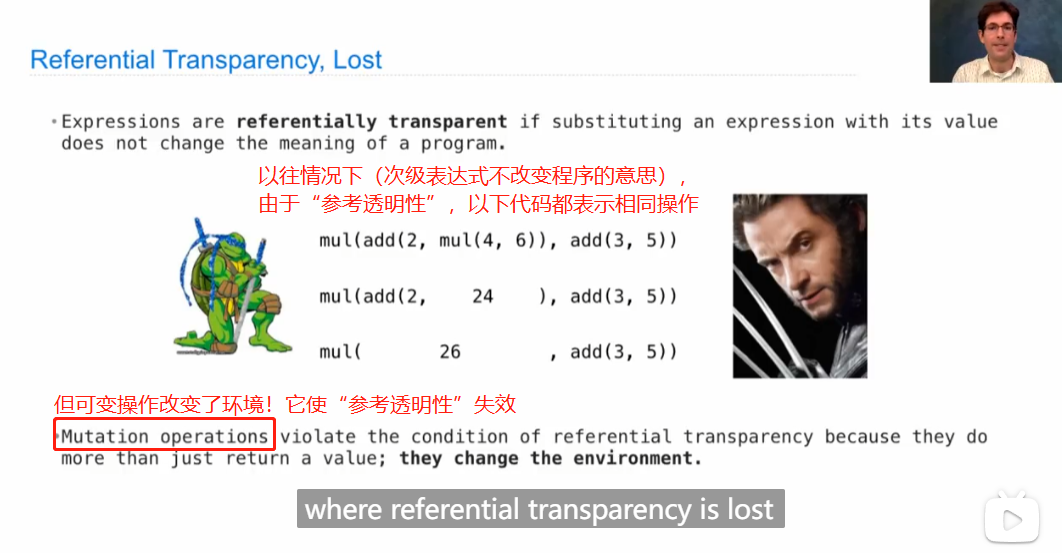 Referential Transparency, Lost
•Expressions are referentially transparent if substituting an expression with its value
does not change the meaning of a program.
以往情况下（次级表达式不改变程序的意思），
由于“参考透明性”，以下代码都表示相同操作
mul(add(2, mul(4, 6)), add(3, 5))
mul(add(2, 24 ), add(3, 5))
mul( 26 , add(3, 5))
但可变操作改变了环境！它使“参考透明性”失效
•Mutation operations violate the condition of referential transparency because they do
more than just return a value; they change the environment.
where referential transparency is lost